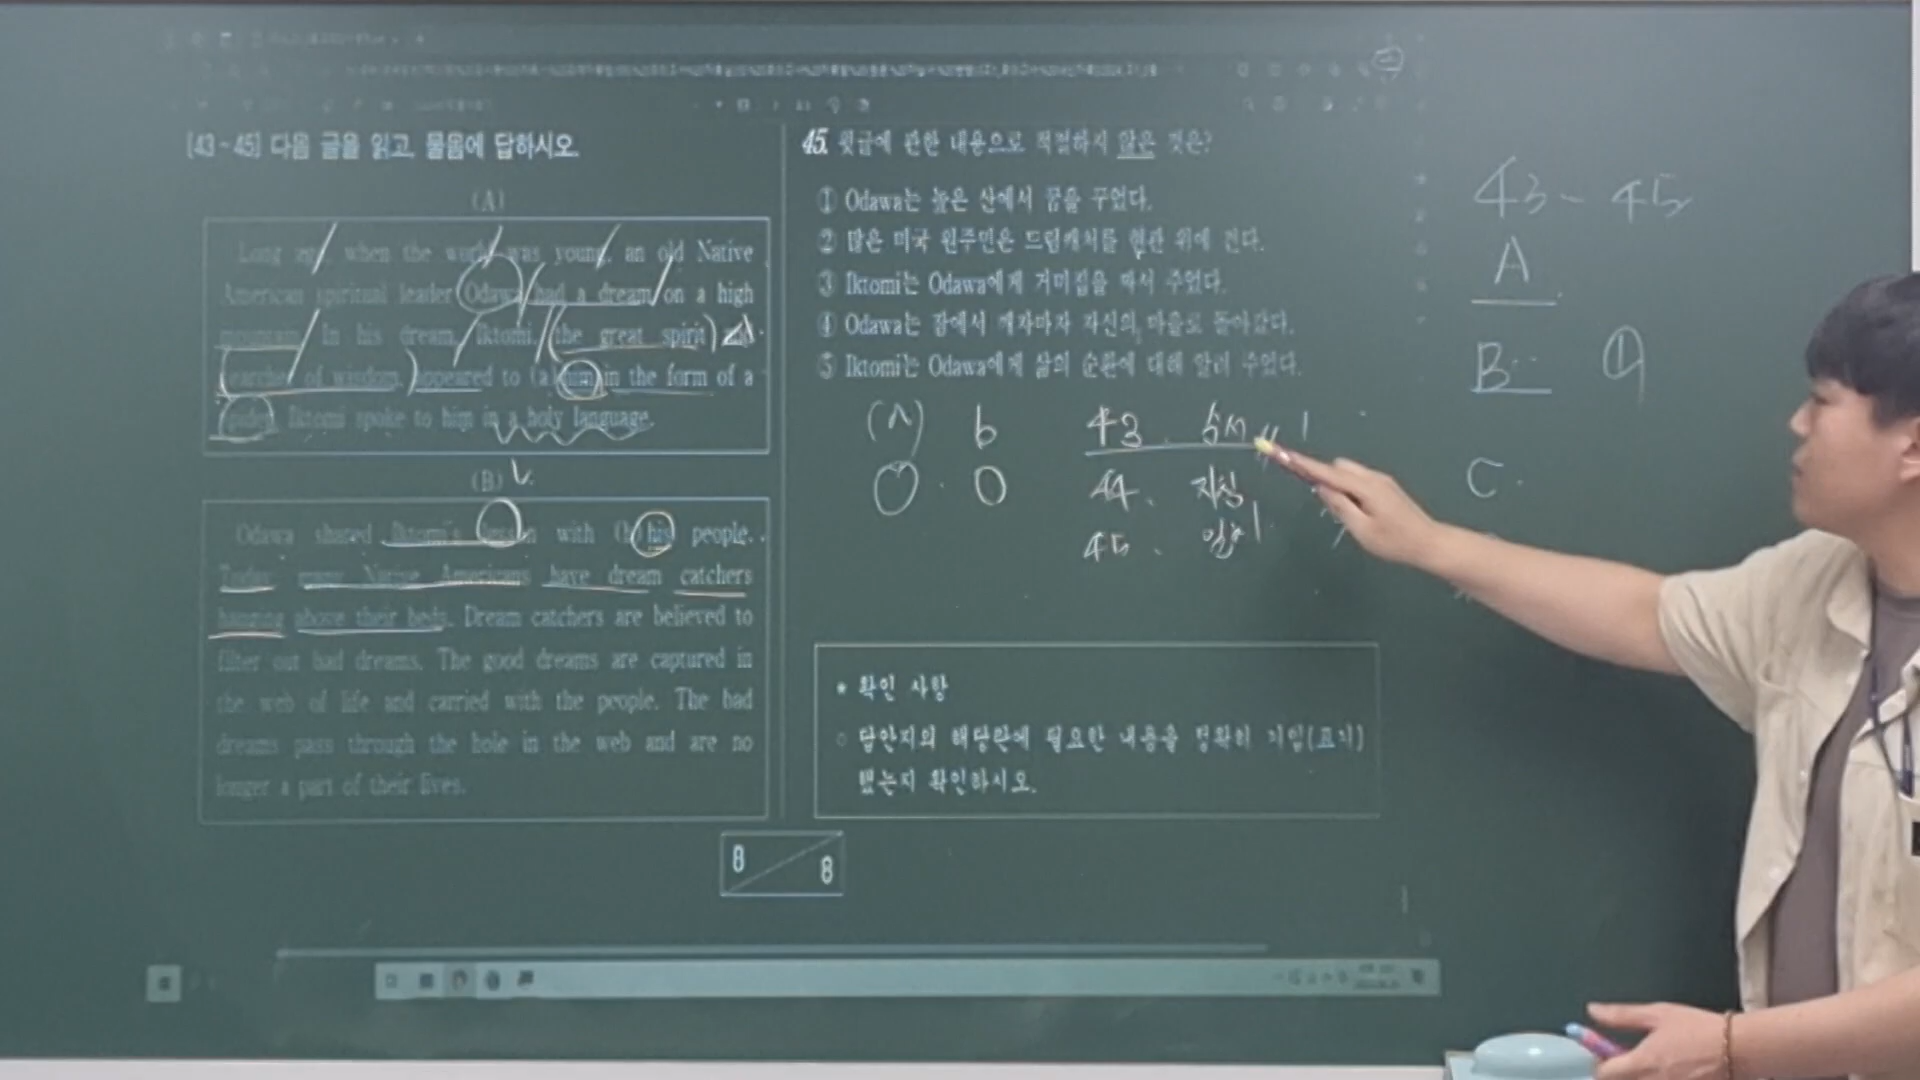 [43~45] 다음 글을 읽고, 물음에 답하시오.
(A)
Long ago, when the world was young, an old Native
American spiritual leader Odawa had a dream on a high
mountain. In his dream, Iktomi, the great spirit and
searcher of wisdom, appeared to (a) him in the form of a
spider. Iktomi spoke to him in a holy language.
(B)
Odawa shared Iktomi's lesson with (b) his people.
Today, many Native Americans have dream catchers
hanging above their beds. Dream catchers are believed to
filter out bad dreams. The good dreams are captured in
the web of life and carried with the people. The bad
dreams pass through the hole in the web and are no
longer a part of their lives.
45. 윗글에 관한 내용으로 적절하지 않은 것은?
① Odawa는 높은 산에서 꿈을 꾸었다.
② 많은 미국 원주민은 드림캐처를 현관 위에 건다.
③ Iktomi는 Odawa에게 거미집을 짜서 주었다.
④ Odawa는 잠에서 깨자마자 자신의 마을로 돌아갔다.
⑤ Iktomi는 Odawa에게 삶의 순환에 대해 알려 주었다.
b
43. 순서
44. 지칭
45.
* 확인 사항
○ 답안지의 해당란에 필요한 내용을 정확히 기입(표기)
했는지 확인하시오.
8
8
43 - 45
A
B ①
C